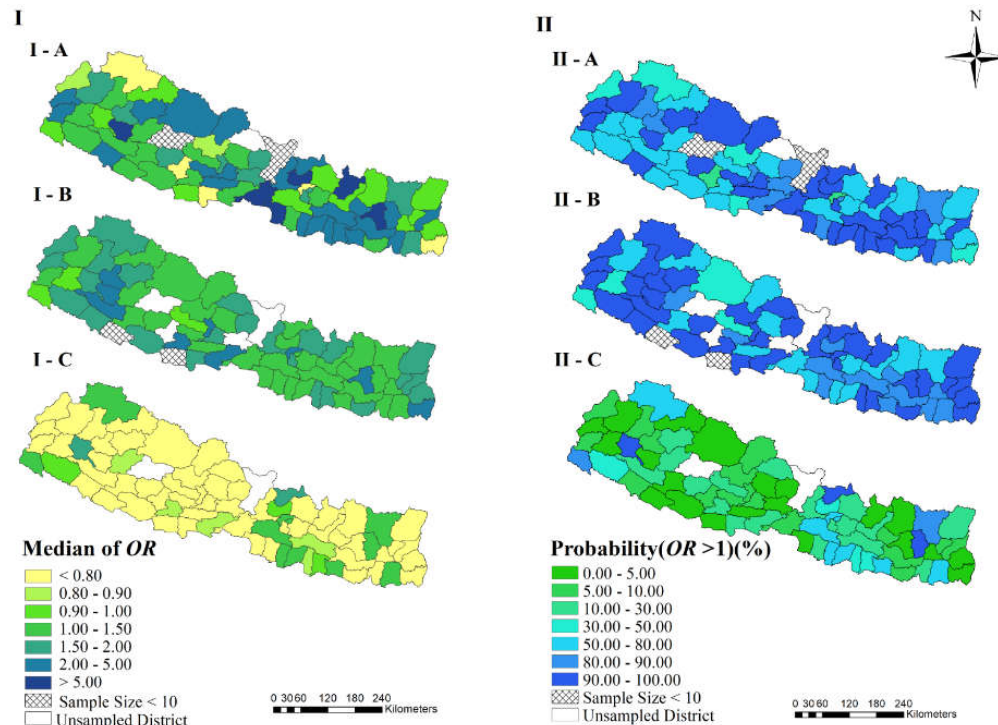 I
I - A
I - B
I - C
Median of OR
< 0.80
0.80 - 0.90
0.90 - 1.00
1.00 - 1.50
1.50 - 2.00
2.00 - 5.00
> 5.00
Sample Size < 10
Unsampled District
0 30 60 120 180 240
Kilometers
II
N
II - A
II - B
II - C
Probability(OR >1)(%)
0.00 - 5.00
5.00 - 10.00
10.00 - 30.00
30.00 - 50.00
50.00 - 80.00
80.00 - 90.00
90.00 - 100.00
Sample Size < 10
Unsampled District
0 30 60 120 180 240
Kilometers